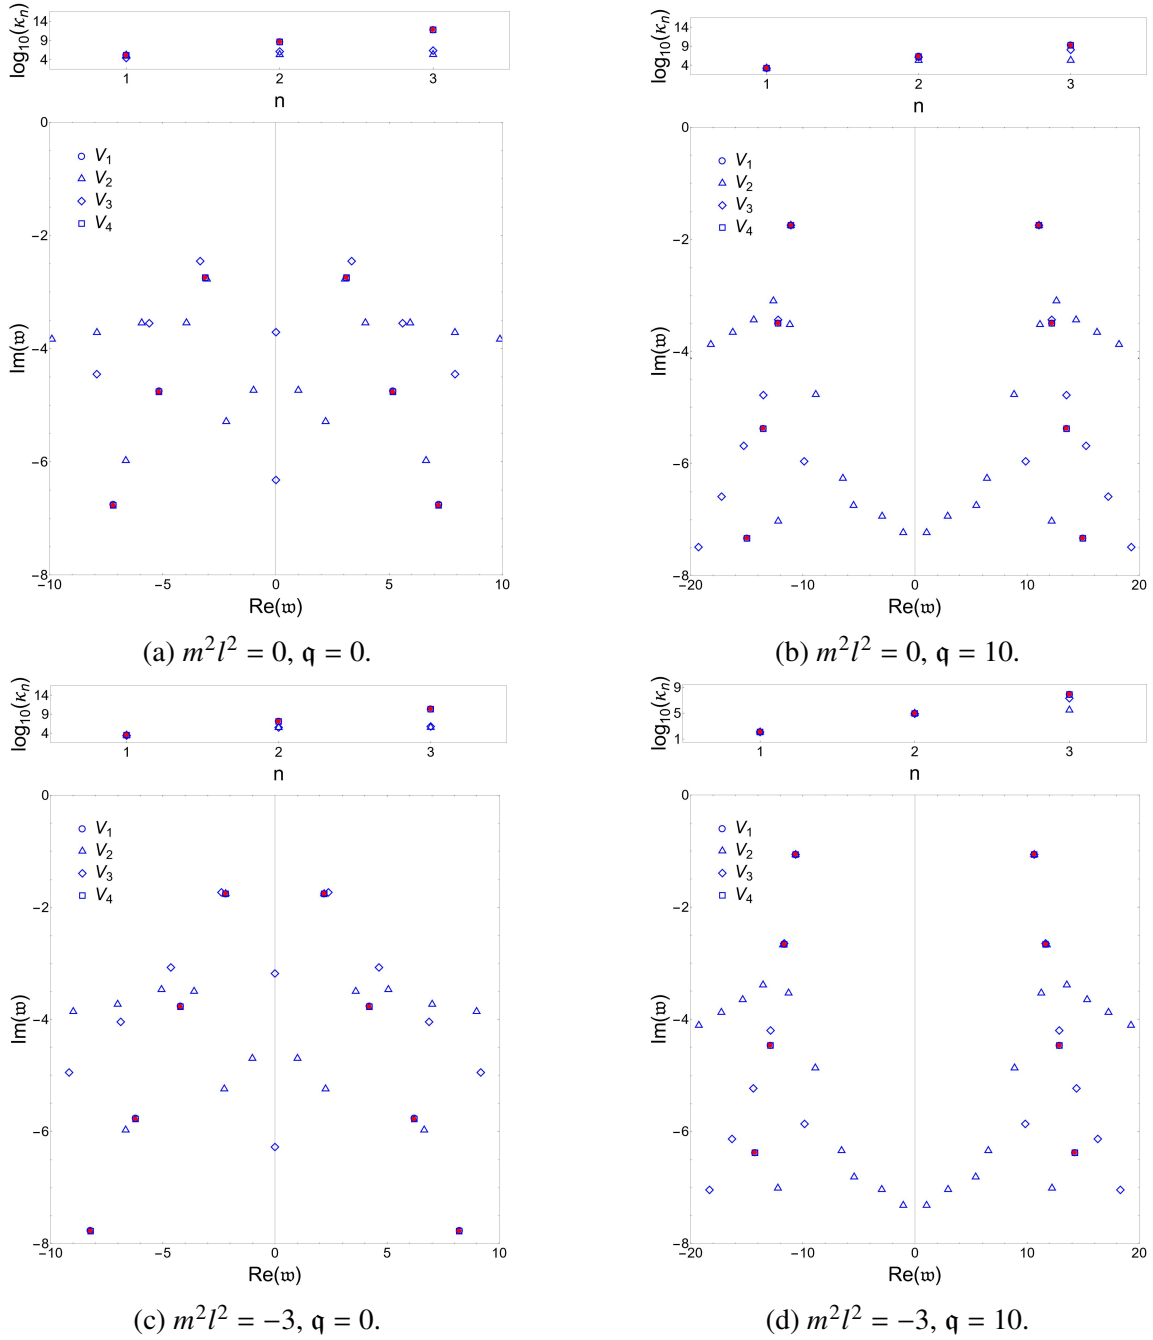 log₁₀(κₙ)
14
9
4
1 2 3
n
0
−2
−4
−6
−8
Im(𝔴)
V₁
V₂
V₃
V₄
−10 −5 0 5 10
Re(𝔴)
(a) m²l² = 0, 𝔮 = 0.
log₁₀(κₙ)
14
9
4
1 2 3
n
0
−2
−4
−6
−8
Im(𝔴)
V₁
V₂
V₃
V₄
−20 −10 0 10 20
Re(𝔴)
(b) m²l² = 0, 𝔮 = 10.
log₁₀(κₙ)
14
9
4
1 2 3
n
0
−2
−4
−6
−8
Im(𝔴)
V₁
V₂
V₃
V₄
−10 −5 0 5 10
Re(𝔴)
(c) m²l² = −3, 𝔮 = 0.
log₁₀(κₙ)
9
5
1
1 2 3
n
0
−2
−4
−6
−8
Im(𝔴)
V₁
V₂
V₃
V₄
−20 −10 0 10 20
Re(𝔴)
(d) m²l² = −3, 𝔮 = 10.